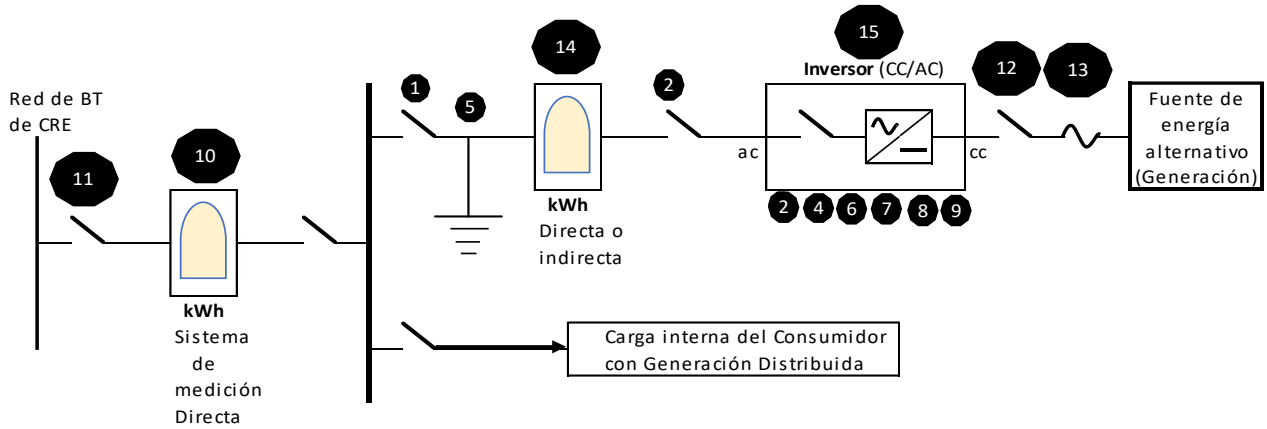 Red de BT
de CRE
11
10
kWh
Sistema
de
medición
Directa
1
5
14
kWh
Directa o
indirecta
2
15
Inversor (CC/AC)
ac
cc
2
4
6
7
8
9
12
13
Fuente de
energía
alternativo
(Generación)
Carga interna del Consumidor
con Generación Distribuida